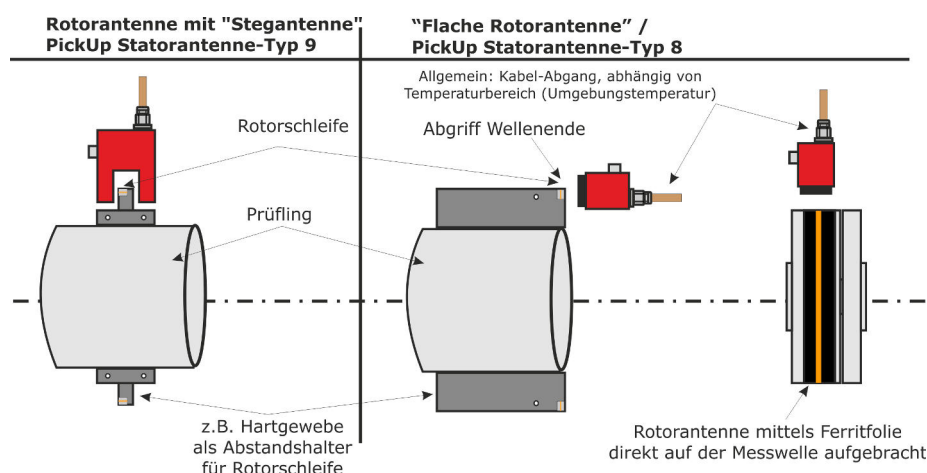 Rotorantenne mit "Stegantenne"
PickUp Statorantenne-Typ 9
“Flache Rotorantenne” /
PickUp Statorantenne-Typ 8
Allgemein: Kabel-Abgang, abhängig von
Temperaturbereich (Umgebungstemperatur)
Rotorschleife
Abgriff Wellenende
Prüfling
z.B. Hartgewebe
als Abstandshalter
für Rotorschleife
Rotorantenne mittels Ferritfolie
direkt auf der Messwelle aufgebracht